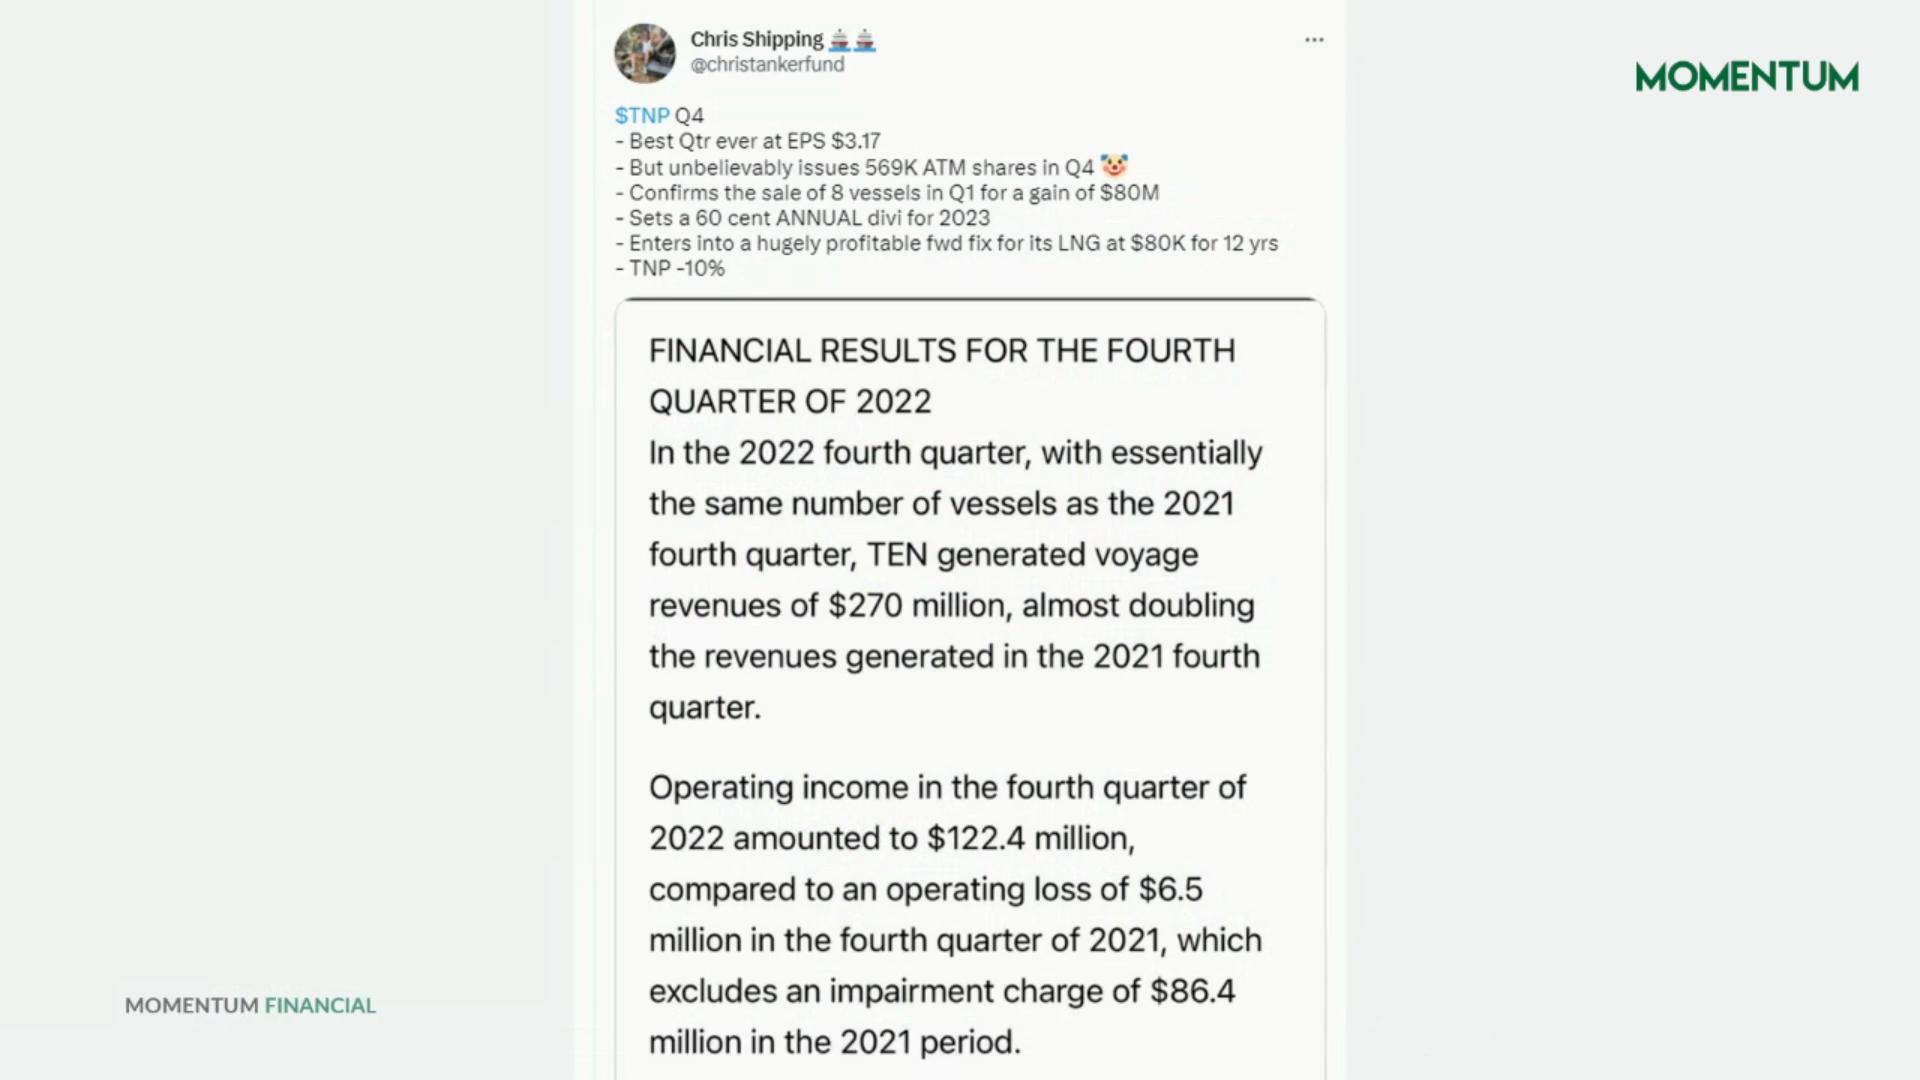 Chris Shipping 🚢🚢
@christankerfund
MOMENTUM
$TNP Q4
- Best Qtr ever at EPS $3.17
- But unbelievably issues 569K ATM shares in Q4 🤡
- Confirms the sale of 8 vessels in Q1 for a gain of $80M
- Sets a 60 cent ANNUAL divi for 2023
- Enters into a hugely profitable fwd fix for its LNG at $80K for 12 yrs
- TNP -10%
FINANCIAL RESULTS FOR THE FOURTH
QUARTER OF 2022
In the 2022 fourth quarter, with essentially
the same number of vessels as the 2021
fourth quarter, TEN generated voyage
revenues of $270 million, almost doubling
the revenues generated in the 2021 fourth
quarter.
Operating income in the fourth quarter of
2022 amounted to $122.4 million,
compared to an operating loss of $6.5
million in the fourth quarter of 2021, which
excludes an impairment charge of $86.4
million in the 2021 period.
MOMENTUM FINANCIAL